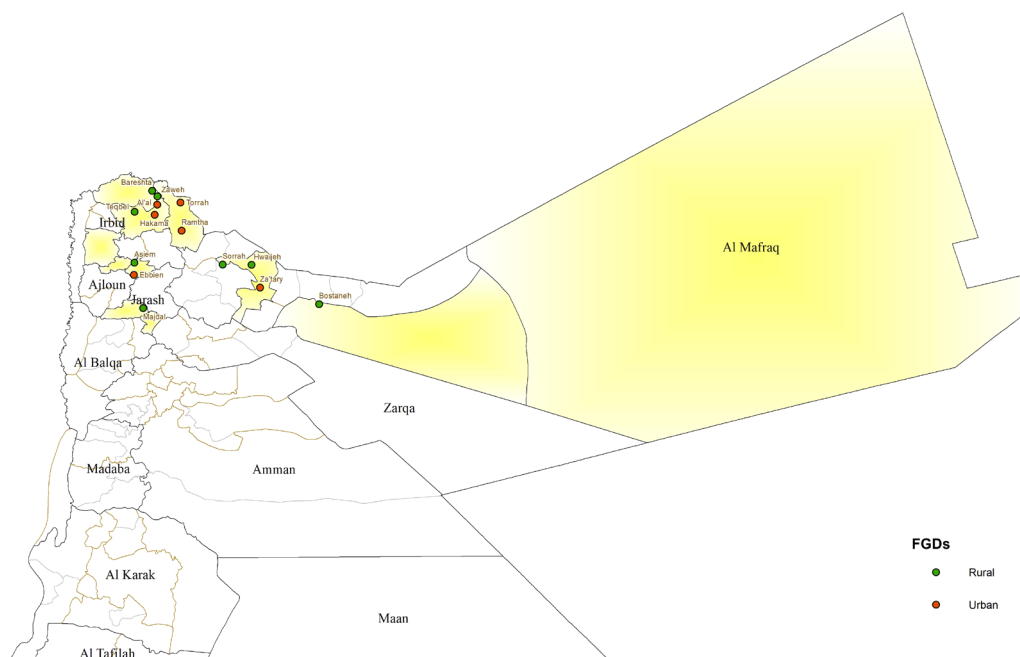 Bareshta
Zaweh
Al'al
Torrah
Teqbel
Hakama
Ramtha
Irbid
Al Mafraq
Asiem
Sorrah
Hwaijeh
Ebbien
Za'tary
Ajloun
Jarash
Bostaneh
Majdal
Al Balqa
Zarqa
Madaba
Amman
FGDs
Rural
Al Karak
Urban
Maan
Al Tafilah